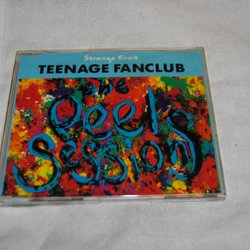 Strange Fruit
TEENAGE FANCLUB
the
Peel
Sessions